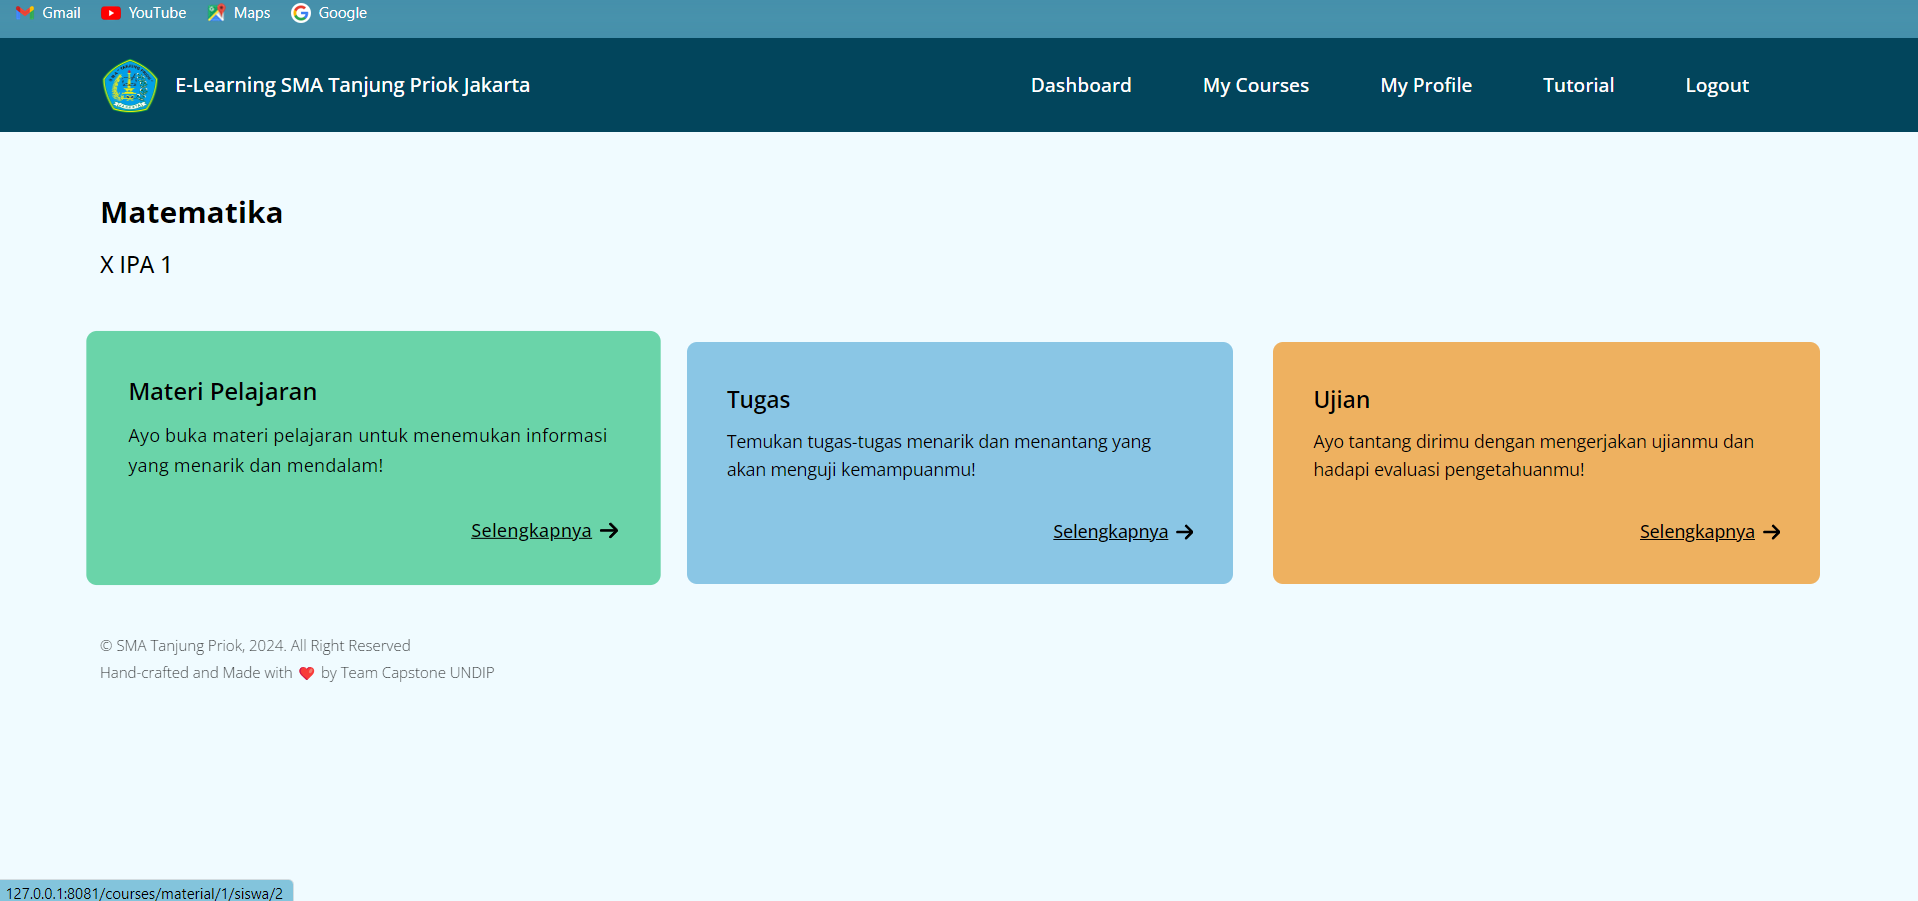 Gmail YouTube Maps Google
E-Learning SMA Tanjung Priok Jakarta
Dashboard My Courses My Profile Tutorial Logout
Matematika
X IPA 1
Materi Pelajaran
Ayo buka materi pelajaran untuk menemukan informasi
yang menarik dan mendalam!
Selengkapnya →
Tugas
Temukan tugas-tugas menarik dan menantang yang
akan menguji kemampuanmu!
Selengkapnya →
Ujian
Ayo tantang dirimu dengan mengerjakan ujianmu dan
hadapi evaluasi pengetahuanmu!
Selengkapnya →
© SMA Tanjung Priok, 2024. All Right Reserved
Hand-crafted and Made with ❤️ by Team Capstone UNDIP
127.0.0.1:8081/courses/material/1/siswa/2